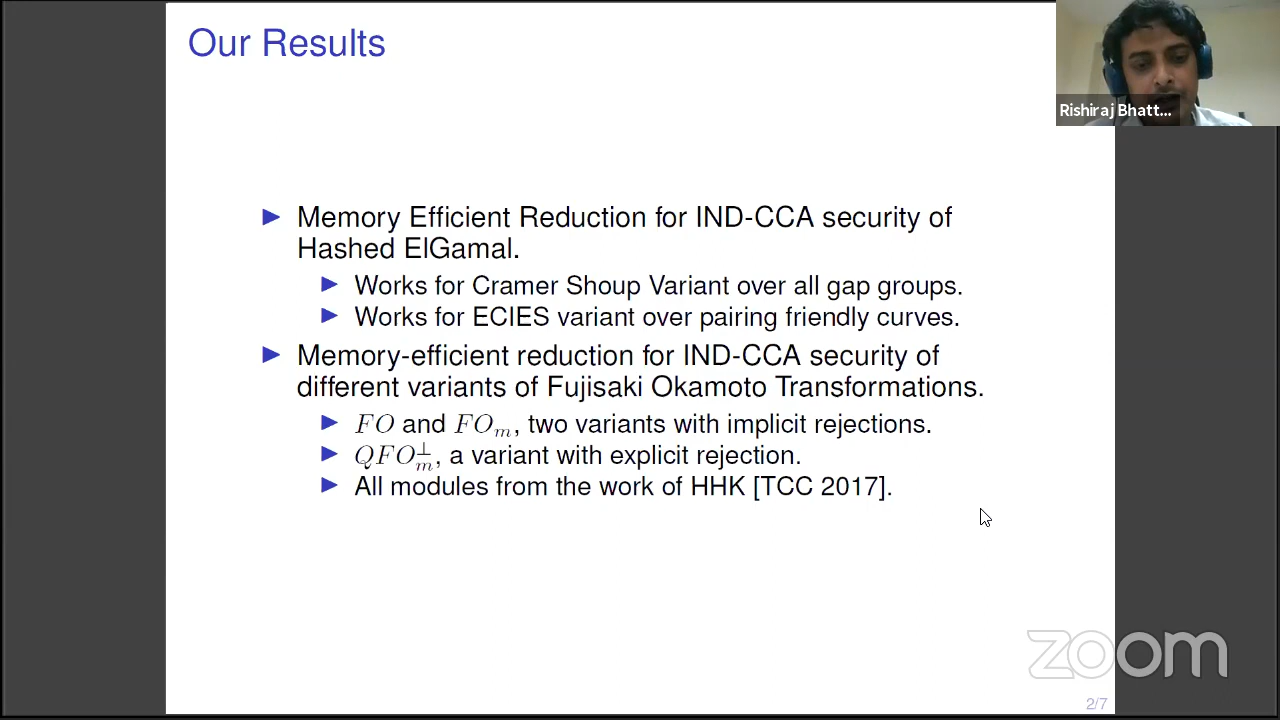 Our Results
Rishiraj Bhatt...
▶ Memory Efficient Reduction for IND-CCA security of
Hashed ElGamal.
▶ Works for Cramer Shoup Variant over all gap groups.
▶ Works for ECIES variant over pairing friendly curves.
▶ Memory-efficient reduction for IND-CCA security of
different variants of Fujisaki Okamoto Transformations.
▶ FO and FO_m, two variants with implicit rejections.
▶ QFO_m^⊥, a variant with explicit rejection.
▶ All modules from the work of HHK [TCC 2017].
zoom
2/7